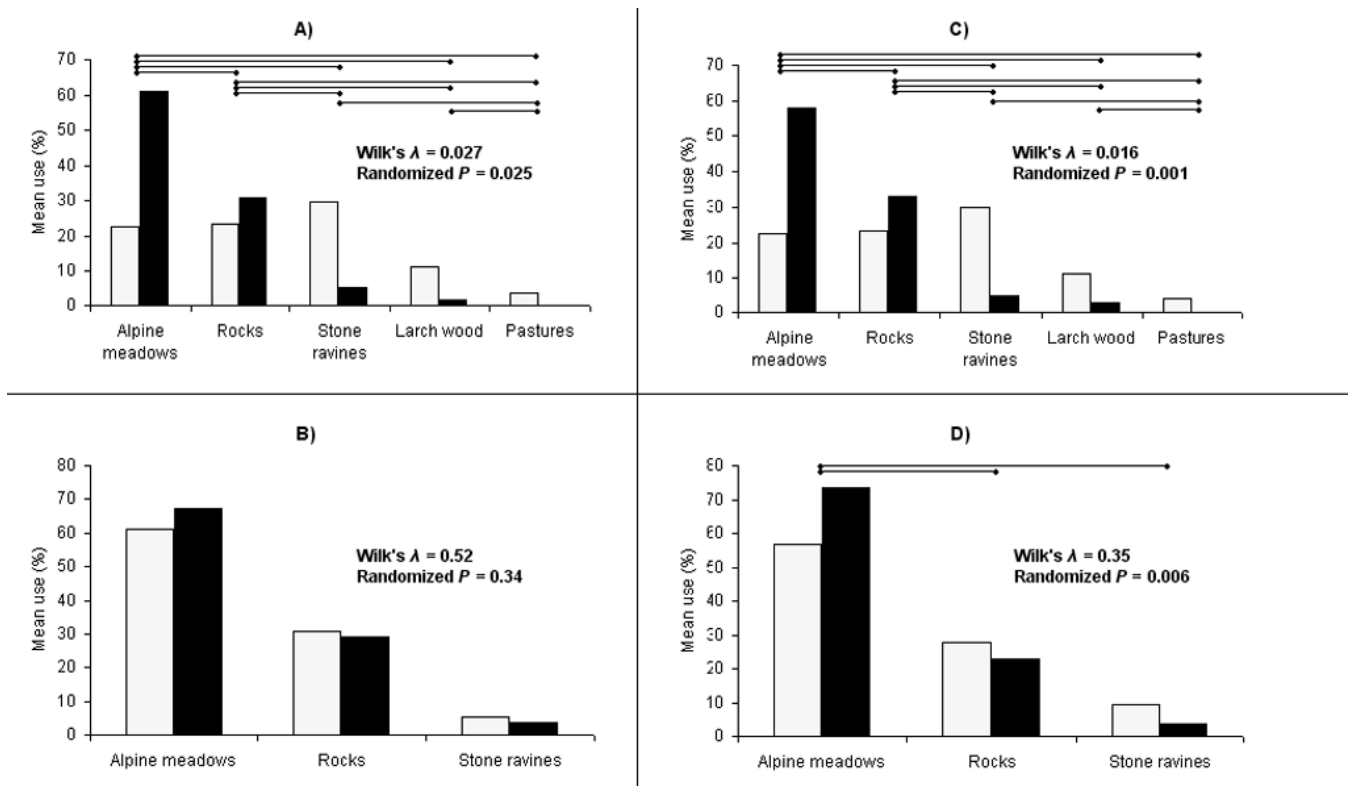 A)
Mean use (%)
70
60
50
40
30
20
10
0
Wilk's λ = 0.027
Randomized P = 0.025
Alpine meadows
Rocks
Stone ravines
Larch wood
Pastures
C)
Mean use (%)
70
60
50
40
30
20
10
0
Wilk's λ = 0.016
Randomized P = 0.001
Alpine meadows
Rocks
Stone ravines
Larch wood
Pastures
B)
Mean use (%)
80
70
60
50
40
30
20
10
0
Wilk's λ = 0.52
Randomized P = 0.34
Alpine meadows
Rocks
Stone ravines
D)
Mean use (%)
80
70
60
50
40
30
20
10
0
Wilk's λ = 0.35
Randomized P = 0.006
Alpine meadows
Rocks
Stone ravines